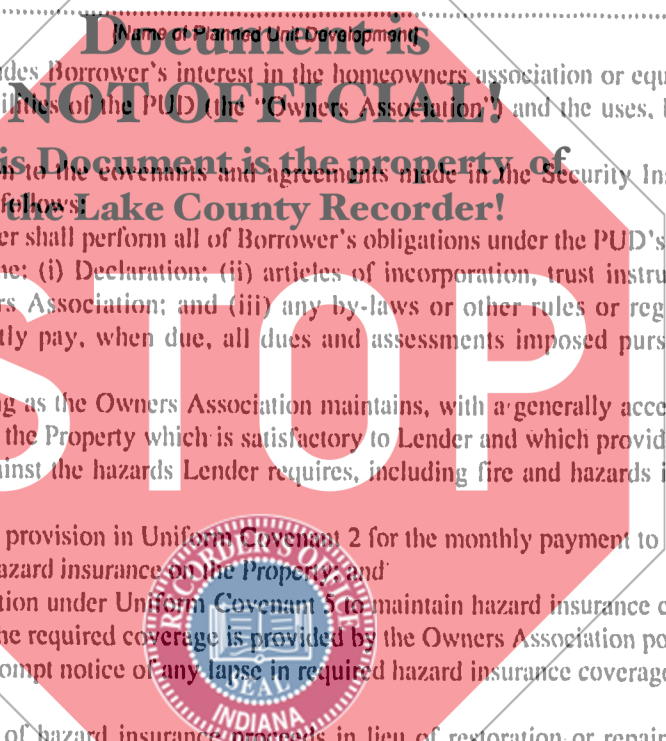 [Name of Planned Unit Development]
Document is
des Borrower's interest in the homeowners association or equ
NOT OFFICIAL!
ilities of the PUD (the "Owners Association") and the uses,
is Document is the property of
n to the covenants and agreements made in the Security Ins
the Lake County Recorder!
follows:
er shall perform all of Borrower's obligations under the PUD's
ne: (i) Declaration; (ii) articles of incorporation, trust instru
rs Association; and (iii) any by-laws or other rules or reg
tly pay, when due, all dues and assessments imposed purs
STOP
ng as the Owners Association maintains, with a generally acce
the Property which is satisfactory to Lender and which provid
ainst the hazards Lender requires, including fire and hazards i
provision in Uniform Covenant 2 for the monthly payment to
azard insurance on the Property; and
tion under Uniform Covenant 5 to maintain hazard insurance c
he required coverage is provided by the Owners Association po
ompt notice of any lapse in required hazard insurance coverage
RECORDER'S OFFICE
SEAL
INDIANA
of hazard insurance proceeds in lieu of restoration or repair